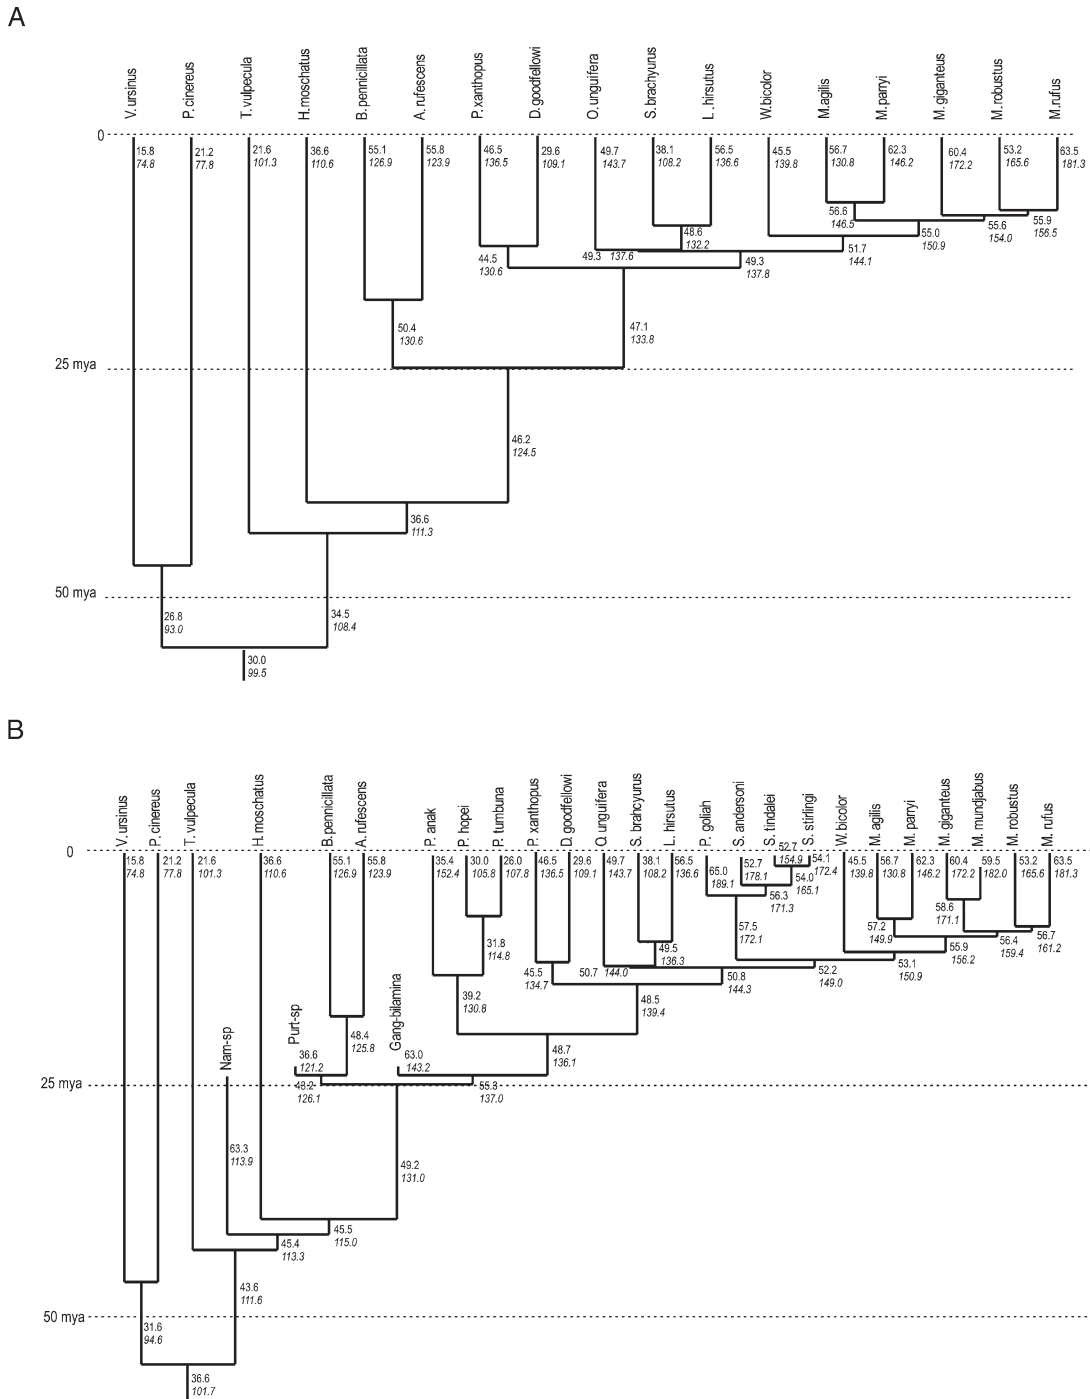 A
V. ursinus
P. cinereus
T. vulpecula
H. moschatus
B. pennicillata
A. rufescens
P. xanthopus
D. goodfellowi
O. unguifera
S. brachyurus
L. hirsutus
W.bicolor
M.agilis
M. parryi
M. giganteus
M. robustus
M. rufus
0
15.8 21.2 21.6 36.6 55.1 55.8 46.5 29.6 49.7 38.1 56.5 45.5 56.7 62.3 60.4 53.2 63.5
74.8 77.8 101.3 110.6 126.9 123.9 136.5 109.1 143.7 108.2 136.6 139.8 130.8 146.2 172.2 165.6 181.3
56.6
146.5
55.9
156.5
55.6
154.0
55.0
150.9
48.6
132.2
51.7
144.1
49.3 137.6
44.5
130.6
49.3
137.8
50.4
130.6
47.1
133.8
25 mya
46.2
124.5
36.6
111.3
50 mya
26.8
93.0
34.5
108.4
30.0
99.5
B
V. ursinus
P. cinereus
T. vulpecula
H. moschatus
B. pennicillata
A. rufescens
P. anak
P. hopei
P. tumbuna
P. xanthopus
D. goodfellowi
O. unguifera
S. brahcyurus
L. hirsutus
P. goliah
S. andersoni
S. tindalei
S. stirlingi
W. bicolor
M. agilis
M. parryi
M. giganteus
M. mundjabus
M. robustus
M. rufus
0
15.8 21.2 21.6 36.6 55.1 55.8 35.4 30.0 26.0 46.5 29.6 49.7 38.1 56.5 65.0 52.7 52.7 54.1 45.5 56.7 62.3 60.4 59.5 53.2 63.5
74.8 77.8 101.3 110.6 126.9 123.9 152.4 105.8 107.8 136.5 109.1 143.7 108.2 136.6 189.1 178.1 154.9 172.4 139.8 130.8 146.2 172.2 182.0 165.6 181.3
54.0
165.1
56.3
171.3
58.6
171.1
57.5
172.1
57.2
149.9
56.7
161.2
56.4
159.4
55.9
156.2
31.8
114.8
49.5
136.3
45.5
134.7
50.7 144.0
50.8
144.3
52.2
149.0
53.1
150.9
39.2
130.8
48.5
139.4
Nam-sp
Purt-sp
Gang-bilamina
48.4
125.8
36.6
121.2
63.0
143.2
48.7
136.1
25 mya
48.2
126.1
55.3
137.0
63.3
113.9
49.2
131.0
45.5
115.0
45.4
113.3
43.6
111.6
50 mya
31.6
94.6
36.6
101.7